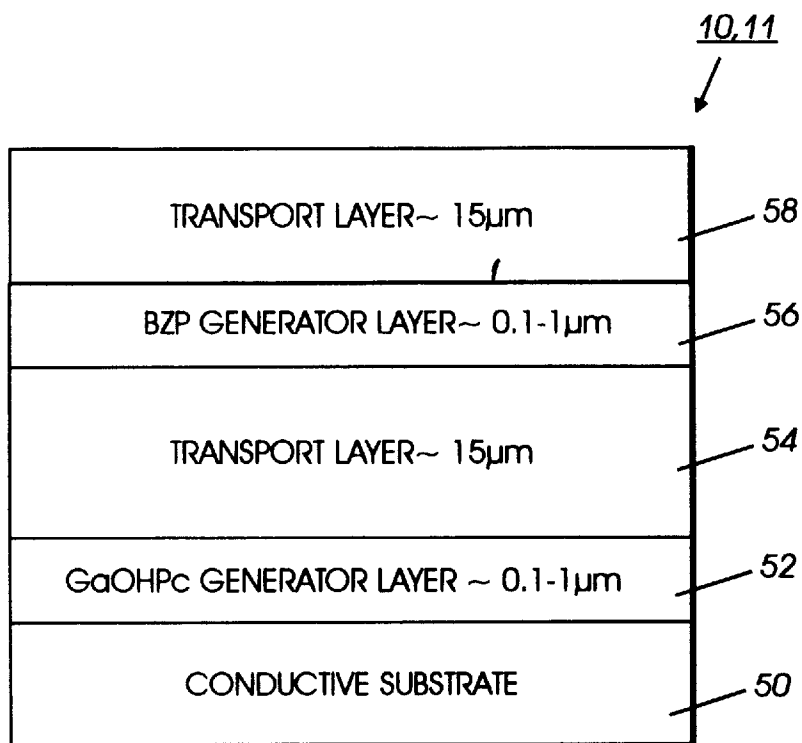 10,11
TRANSPORT LAYER~ 15µm
58
BZP GENERATOR LAYER~ 0.1-1µm
56
TRANSPORT LAYER~ 15µm
54
GaOHPc GENERATOR LAYER ~ 0.1-1µm
52
CONDUCTIVE SUBSTRATE
50